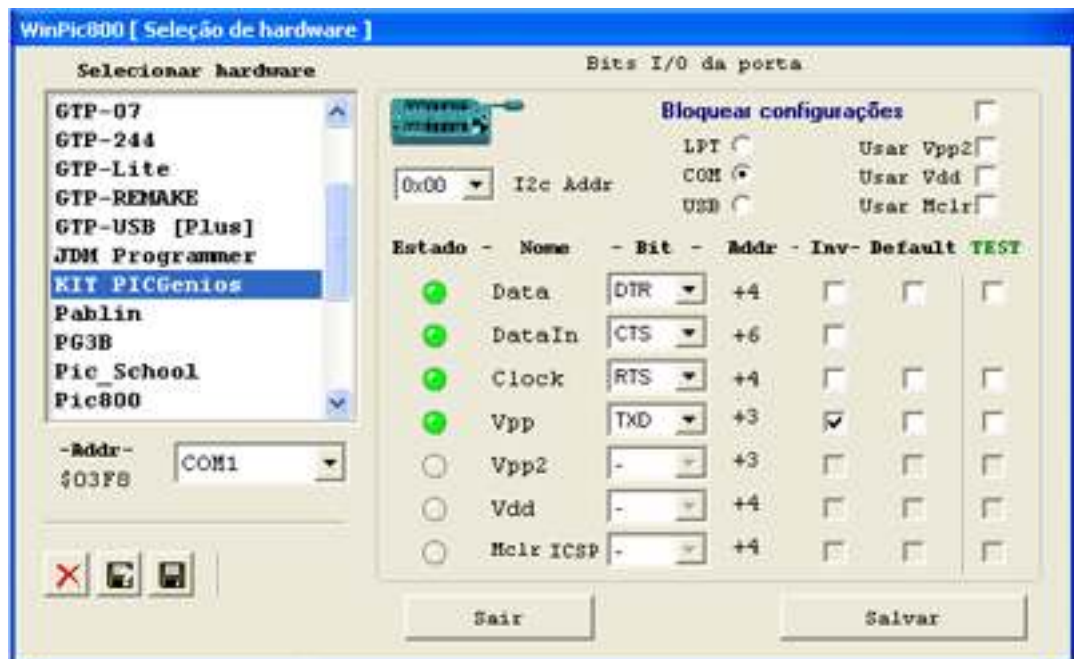 WinPic800 [ Seleção de hardware ]
Selecionar hardware
Bits I/O da porta
GTP-07
GTP-244
GTP-Lite
GTP-REMAKE
GTP-USB [Plus]
JDM Programmer
KIT PICGenios
Pablin
PG3B
Pic_School
Pic800
-Addr-
$03F8
COM1
Bloquear configurações
LPT
Usar Vpp2
0x00 I2c Addr
COM
Usar Vdd
USB
Usar Mclr
Estado - Nome - Bit - Addr - Inv- Default TEST
Data DTR +4
DataIn CTS +6
Clock RTS +4
Vpp TXD +3
Vpp2 - +3
Vdd - +4
Mclr ICSP - +4
Sair
Salvar